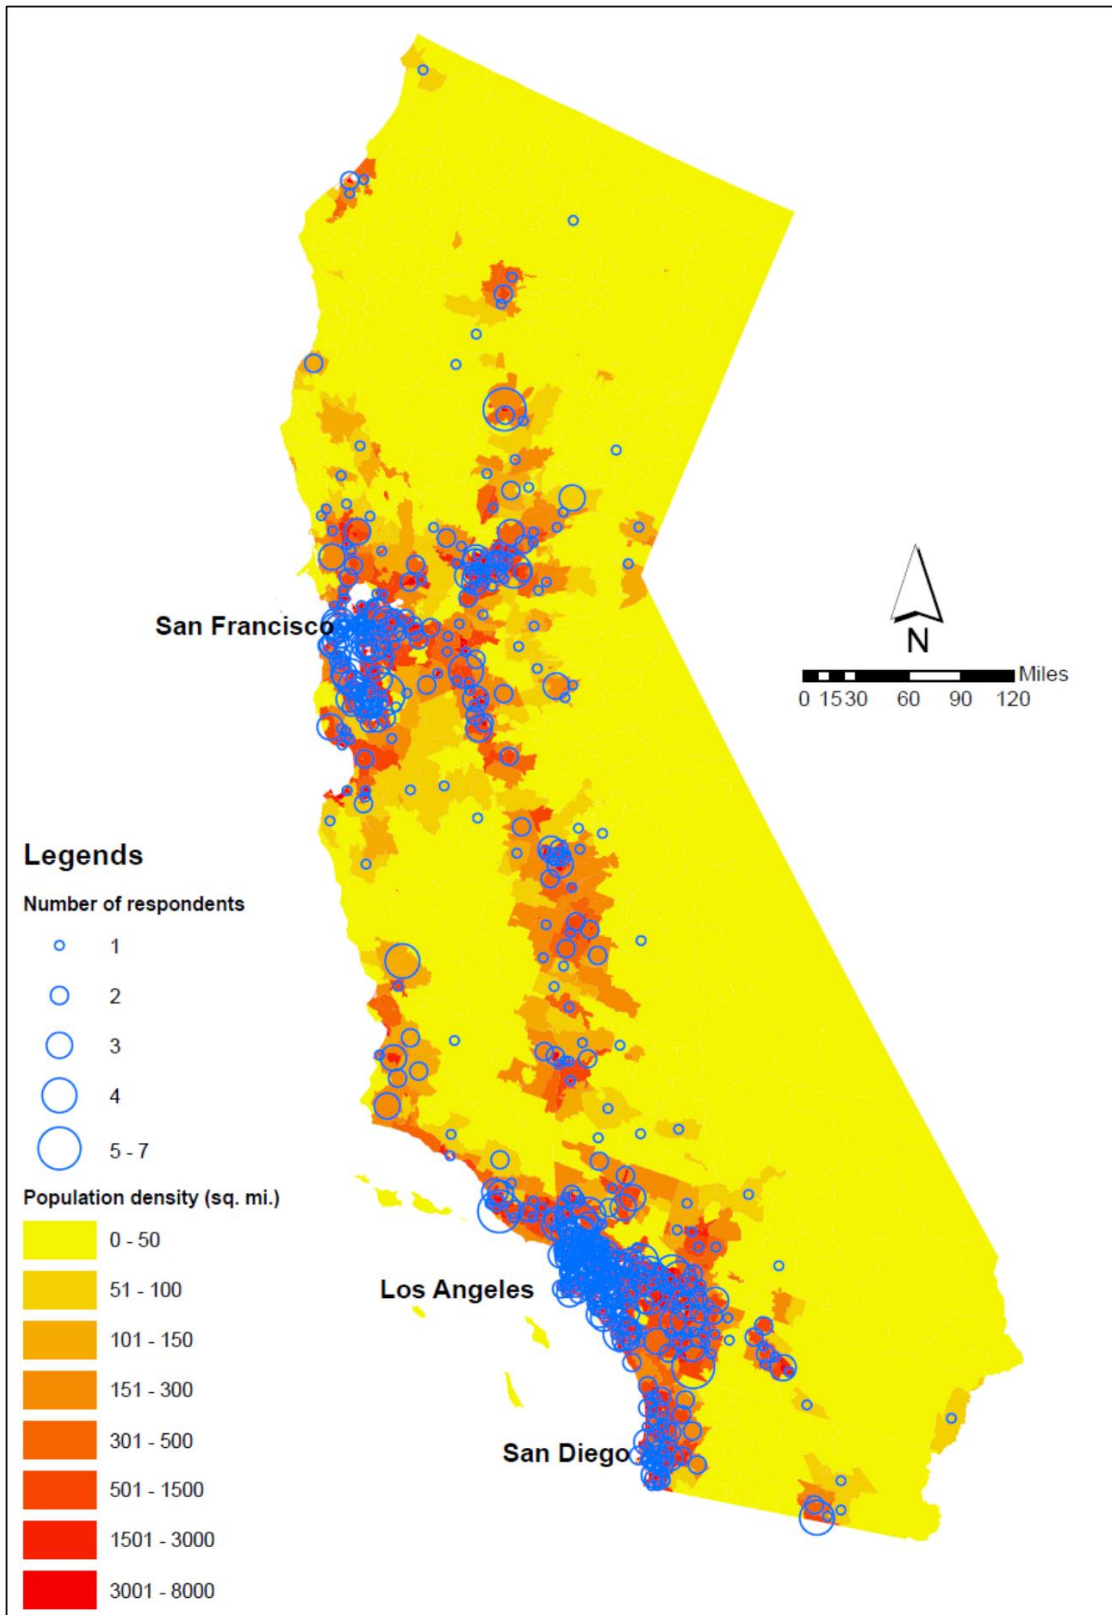 San Francisco
N
Miles
0 15 30 60 90 120
Legends
Number of respondents
1
2
3
4
5 - 7
Population density (sq. mi.)
0 - 50
51 - 100
101 - 150
151 - 300
301 - 500
501 - 1500
1501 - 3000
3001 - 8000
Los Angeles
San Diego